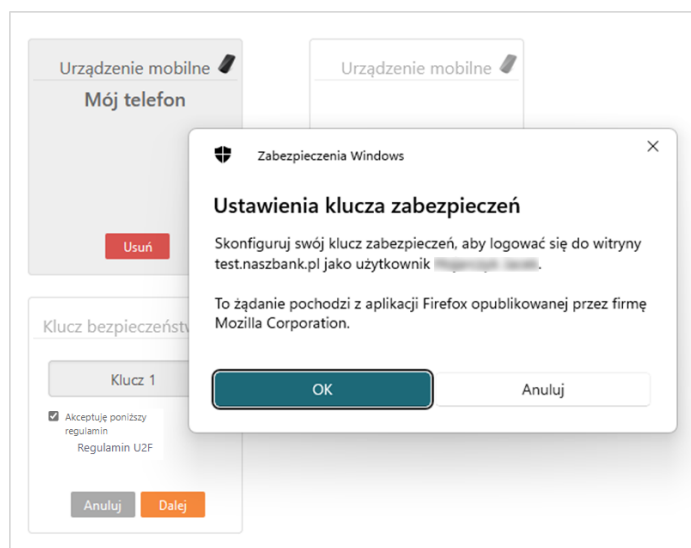 Urządzenie mobilne
Mój telefon
Usuń
Urządzenie mobilne
Zabezpieczenia Windows
Ustawienia klucza zabezpieczeń
Skonfiguruj swój klucz zabezpieczeń, aby logować się do witryny
test.naszbank.pl jako użytkownik .
To żądanie pochodzi z aplikacji Firefox opublikowanej przez firmę
Mozilla Corporation.
OK
Anuluj
Klucz bezpieczeństw
Klucz 1
Akceptuję poniższy
regulamin
Regulamin U2F
Anuluj
Dalej